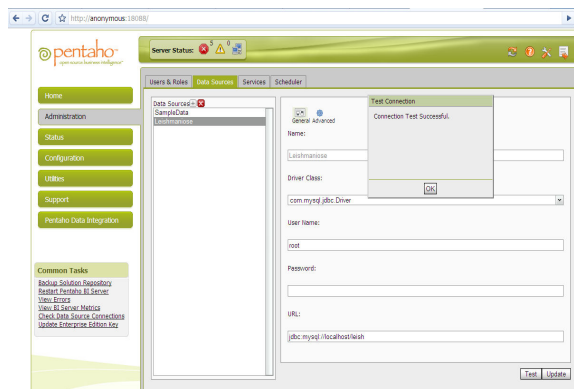 http://anonymous:18088/
pentaho
open source business intelligence
Server Status: 5 0
Users & Roles Data Sources Services Scheduler
Home
Administration
Status
Configuration
Utilities
Support
Pentaho Data Integration
Common Tasks
Backup Solution Repository
Restart Pentaho BI Server
View Errors
View BI Server Metrics
Check Data Source Connections
Update Enterprise Edition Key
Data Sources
SampleData
Leishmaniose
General Advanced
Name:
Leishmaniose
Driver Class:
com.mysql.jdbc.Driver
User Name:
root
Password:
URL:
jdbc:mysql://localhost/leish
Test Update
Test Connection
Connection Test Successful.
OK